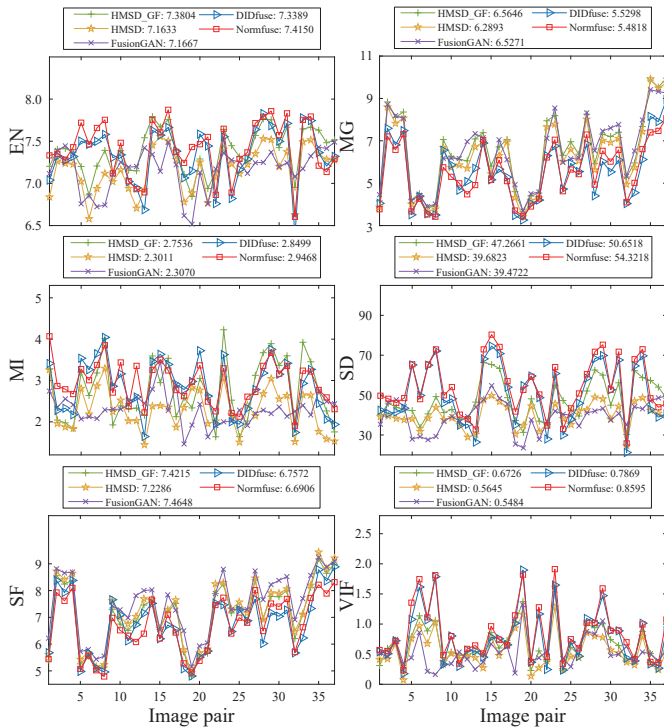 HMSD_GF: 7.3804 DIDfuse: 7.3389
HMSD: 7.1633 Normfuse: 7.4150
FusionGAN: 7.1667
HMSD_GF: 6.5646 DIDfuse: 5.5298
HMSD: 6.2893 Normfuse: 5.4818
FusionGAN: 6.5271
EN
8.0
7.5
7.0
6.5
MG
11
9
7
5
3
HMSD_GF: 2.7536 DIDfuse: 2.8499
HMSD: 2.3011 Normfuse: 2.9468
FusionGAN: 2.3070
HMSD_GF: 47.2661 DIDfuse: 50.6518
HMSD: 39.6823 Normfuse: 54.3218
FusionGAN: 39.4722
MI
5
4
3
2
SD
90
70
50
30
HMSD_GF: 7.4215 DIDfuse: 6.7572
HMSD: 7.2286 Normfuse: 6.6906
FusionGAN: 7.4648
HMSD_GF: 0.6726 DIDfuse: 0.7869
HMSD: 0.5645 Normfuse: 0.8595
FusionGAN: 0.5484
SF
9
8
7
6
5
5 10 15 20 25 30 35
Image pair
VIF
2.5
2.0
1.5
1.0
0.5
0
5 10 15 20 25 30 35
Image pair